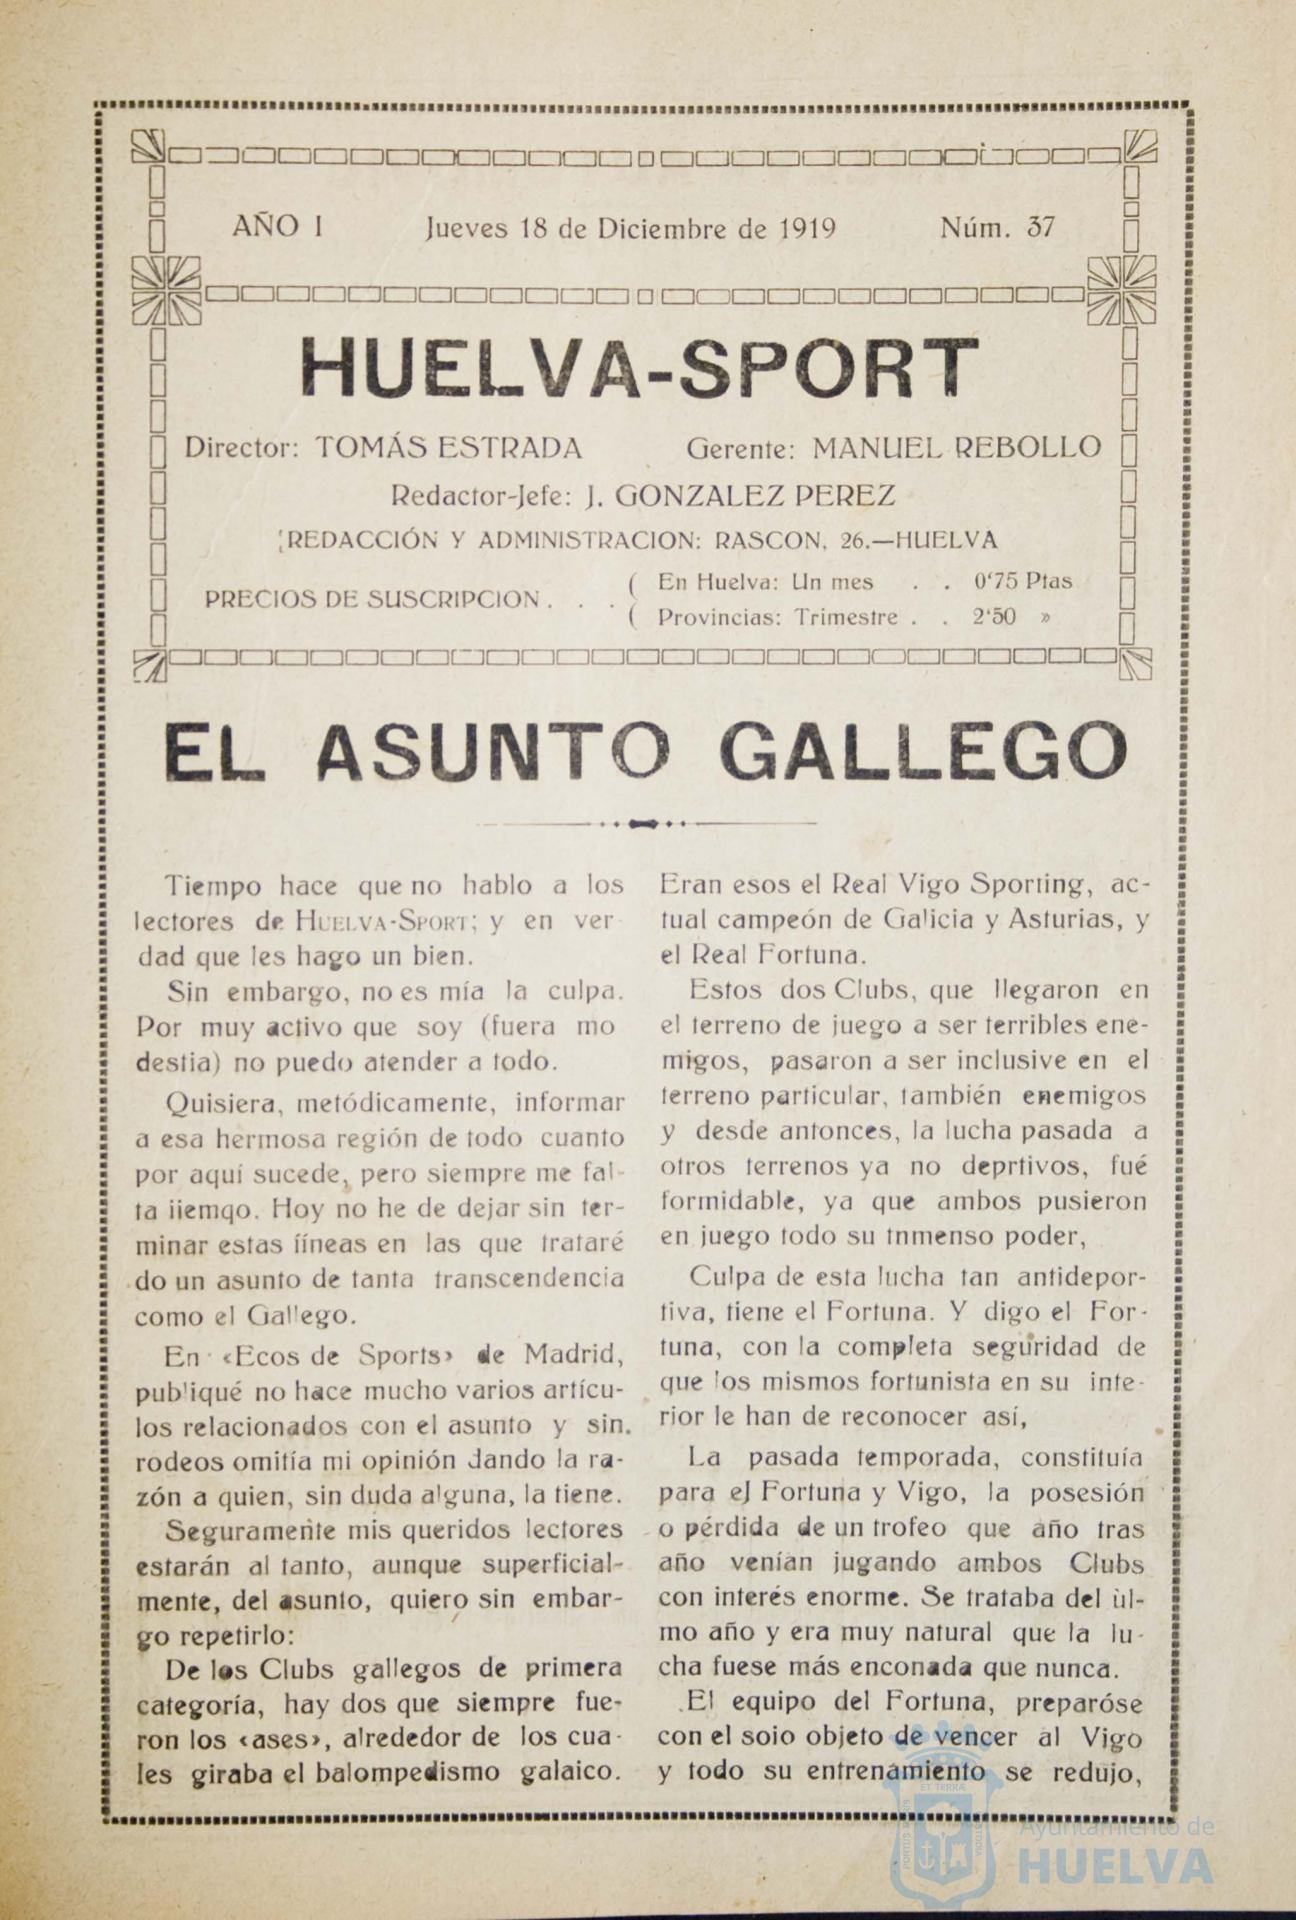 AÑO I Jueves 18 de Diciembre de 1919 Núm. 37
HUELVA-SPORT
Director: TOMÁS ESTRADA Gerente: MANUEL REBOLLO
Redactor-Jefe: J. GONZALEZ PEREZ
REDACCIÓN Y ADMINISTRACION: RASCON, 26.—HUELVA
PRECIOS DE SUSCRIPCION . . .
( En Huelva: Un mes . . 0'75 Ptas
( Provincias: Trimestre . . 2'50 »
EL ASUNTO GALLEGO
Tiempo hace que no hablo a los
lectores de HUELVA-SPORT; y en ver
dad que les hago un bien.
Sin embargo, no es mía la culpa.
Por muy activo que soy (fuera mo
destia) no puedo atender a todo.
Quisiera, metódicamente, informar
a esa hermosa región de todo cuanto
por aquí sucede, pero siempre me fal-
ta iiemqo. Hoy no he de dejar sin ter-
minar estas iíneas en las que trataré
do un asunto de tanta transcendencia
como el Gallego.
En «Ecos de Sports» de Madrid,
publiqué no hace mucho varios artícu-
los relacionados con el asunto y sin.
rodeos omitía mi opinión dando la ra-
zón a quien, sin duda alguna, la tiene.
Seguramente mis queridos lectores
estarán al tanto, aunque superficial-
mente, del asunto, quiero sin embar-
go repetirlo:
De los Clubs gallegos de primera
categoría, hay dos que siempre fue-
ron los «ases», alrededor de los cua-
les giraba el balompedismo galaico.
Eran esos el Real Vigo Sporting, ac-
tual campeón de Galicia y Asturias, y
el Real Fortuna.
Estos dos Clubs, que llegaron en
el terreno de juego a ser terribles ene-
migos, pasaron a ser inclusive en el
terreno particular, también enemigos
y desde antonces, la lucha pasada a
otros terrenos ya no deprtivos, fué
formidable, ya que ambos pusieron
en juego todo su tnmenso poder,
Culpa de esta lucha tan antidepor-
tiva, tiene el Fortuna. Y digo el For-
tuna, con la completa seguridad de
que los mismos fortunista en su inte-
rior le han de reconocer así,
La pasada temporada, constituía
para el Fortuna y Vigo, la posesión
o pérdida de un trofeo que año tras
año venían jugando ambos Clubs
con interés enorme. Se trataba del úl-
mo año y era muy natural que la lu-
cha fuese más enconada que nunca.
El equipo del Fortuna, preparóse
con el soio objeto de vencer al Vigo
y todo su entrenamiento se redujo,
Ayuntamiento de
HUELVA